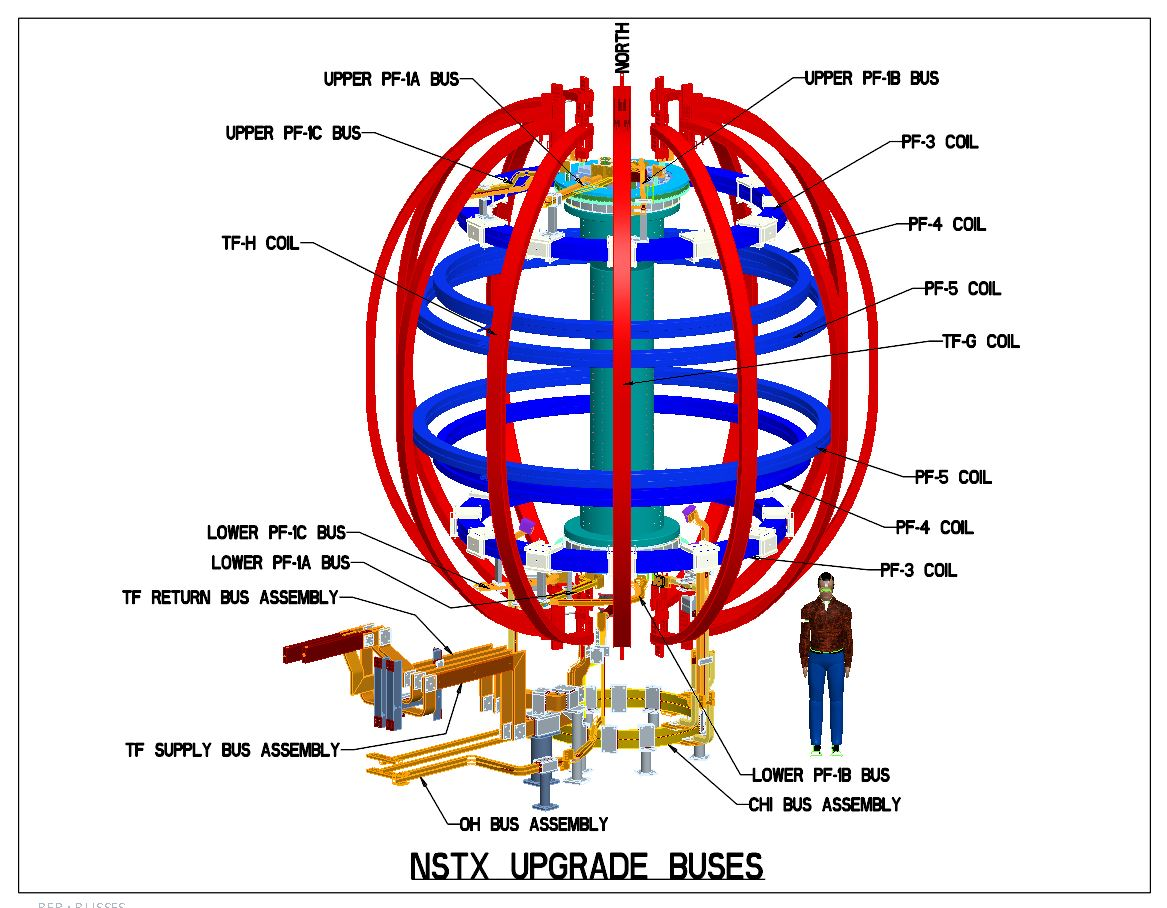 NORTH
UPPER PF-1A BUS
UPPER PF-1B BUS
UPPER PF-1C BUS
PF-3 COIL
PF-4 COIL
TF-H COIL
PF-5 COIL
TF-G COIL
PF-5 COIL
PF-4 COIL
LOWER PF-1C BUS
LOWER PF-1A BUS
PF-3 COIL
TF RETURN BUS ASSEMBLY
TF SUPPLY BUS ASSEMBLY
LOWER PF-1B BUS
CHI BUS ASSEMBLY
OH BUS ASSEMBLY
NSTX UPGRADE BUSES